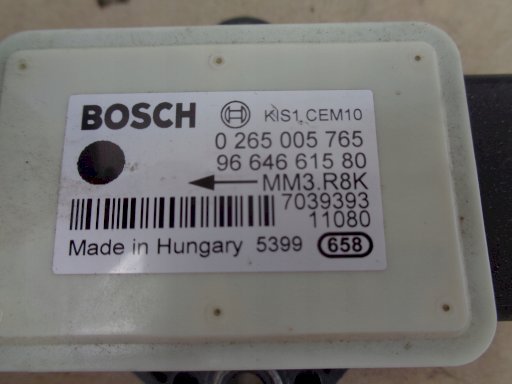 BOSCH KIS1 CEM10
0 265 005 765
96 646 615 80
MM3.R8K
7039393
11080
Made in Hungary 5399 658